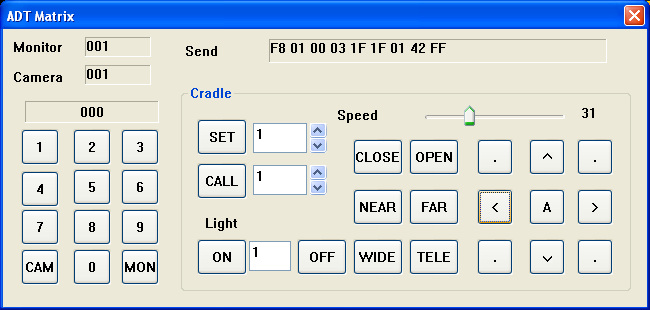 ADT Matrix
Monitor 001
Send F8 01 00 03 1F 1F 01 42 FF
Camera 001
000
1 2 3
4 5 6
7 8 9
CAM 0 MON
Cradle
Speed 31
SET 1
CALL 1
CLOSE OPEN . ^ .
NEAR FAR < A >
Light
ON 1 OFF WIDE TELE . v .